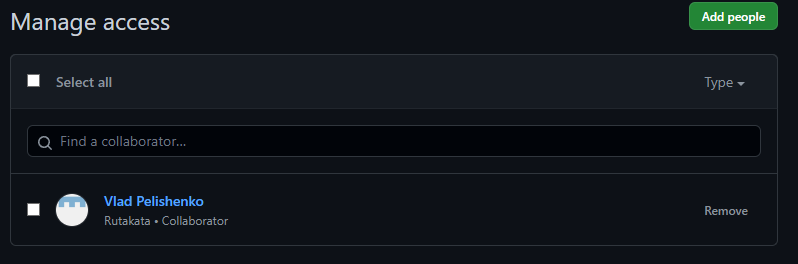 Manage access
Add people
Select all
Type
Find a collaborator...
Vlad Pelishenko
Rutakata • Collaborator
Remove